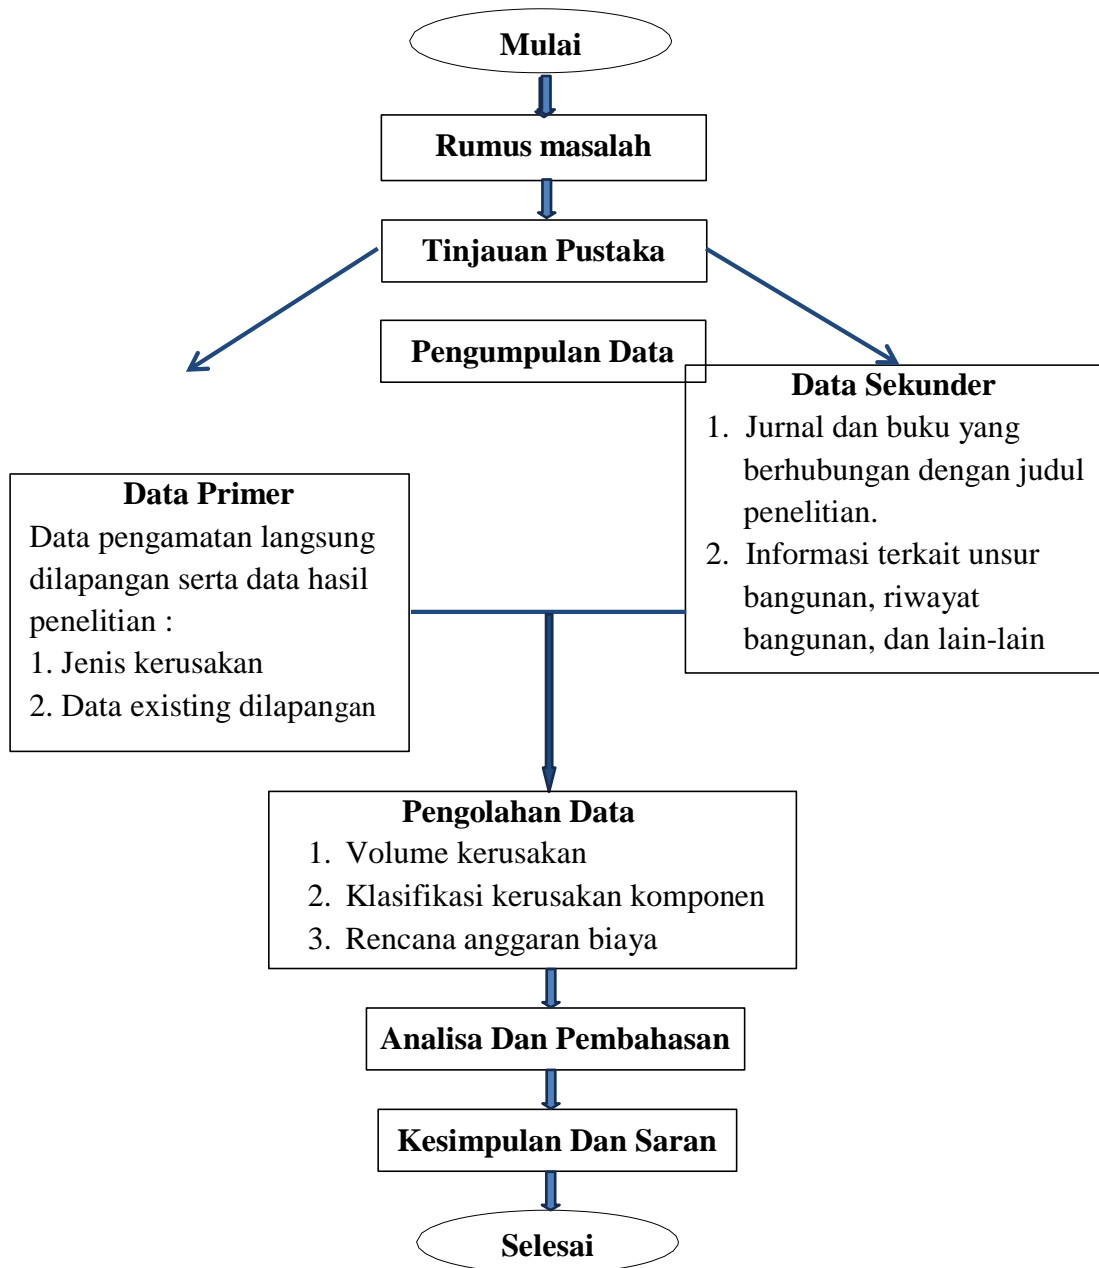 Mulai
Rumus masalah
Tinjauan Pustaka
Pengumpulan Data
Data Sekunder
1. Jurnal dan buku yang
berhubungan dengan judul
penelitian.
2. Informasi terkait unsur
bangunan, riwayat
bangunan, dan lain-lain
Data Primer
Data pengamatan langsung
dilapangan serta data hasil
penelitian :
1. Jenis kerusakan
2. Data existing dilapangan
Pengolahan Data
1. Volume kerusakan
2. Klasifikasi kerusakan komponen
3. Rencana anggaran biaya
Analisa Dan Pembahasan
Kesimpulan Dan Saran
Selesai